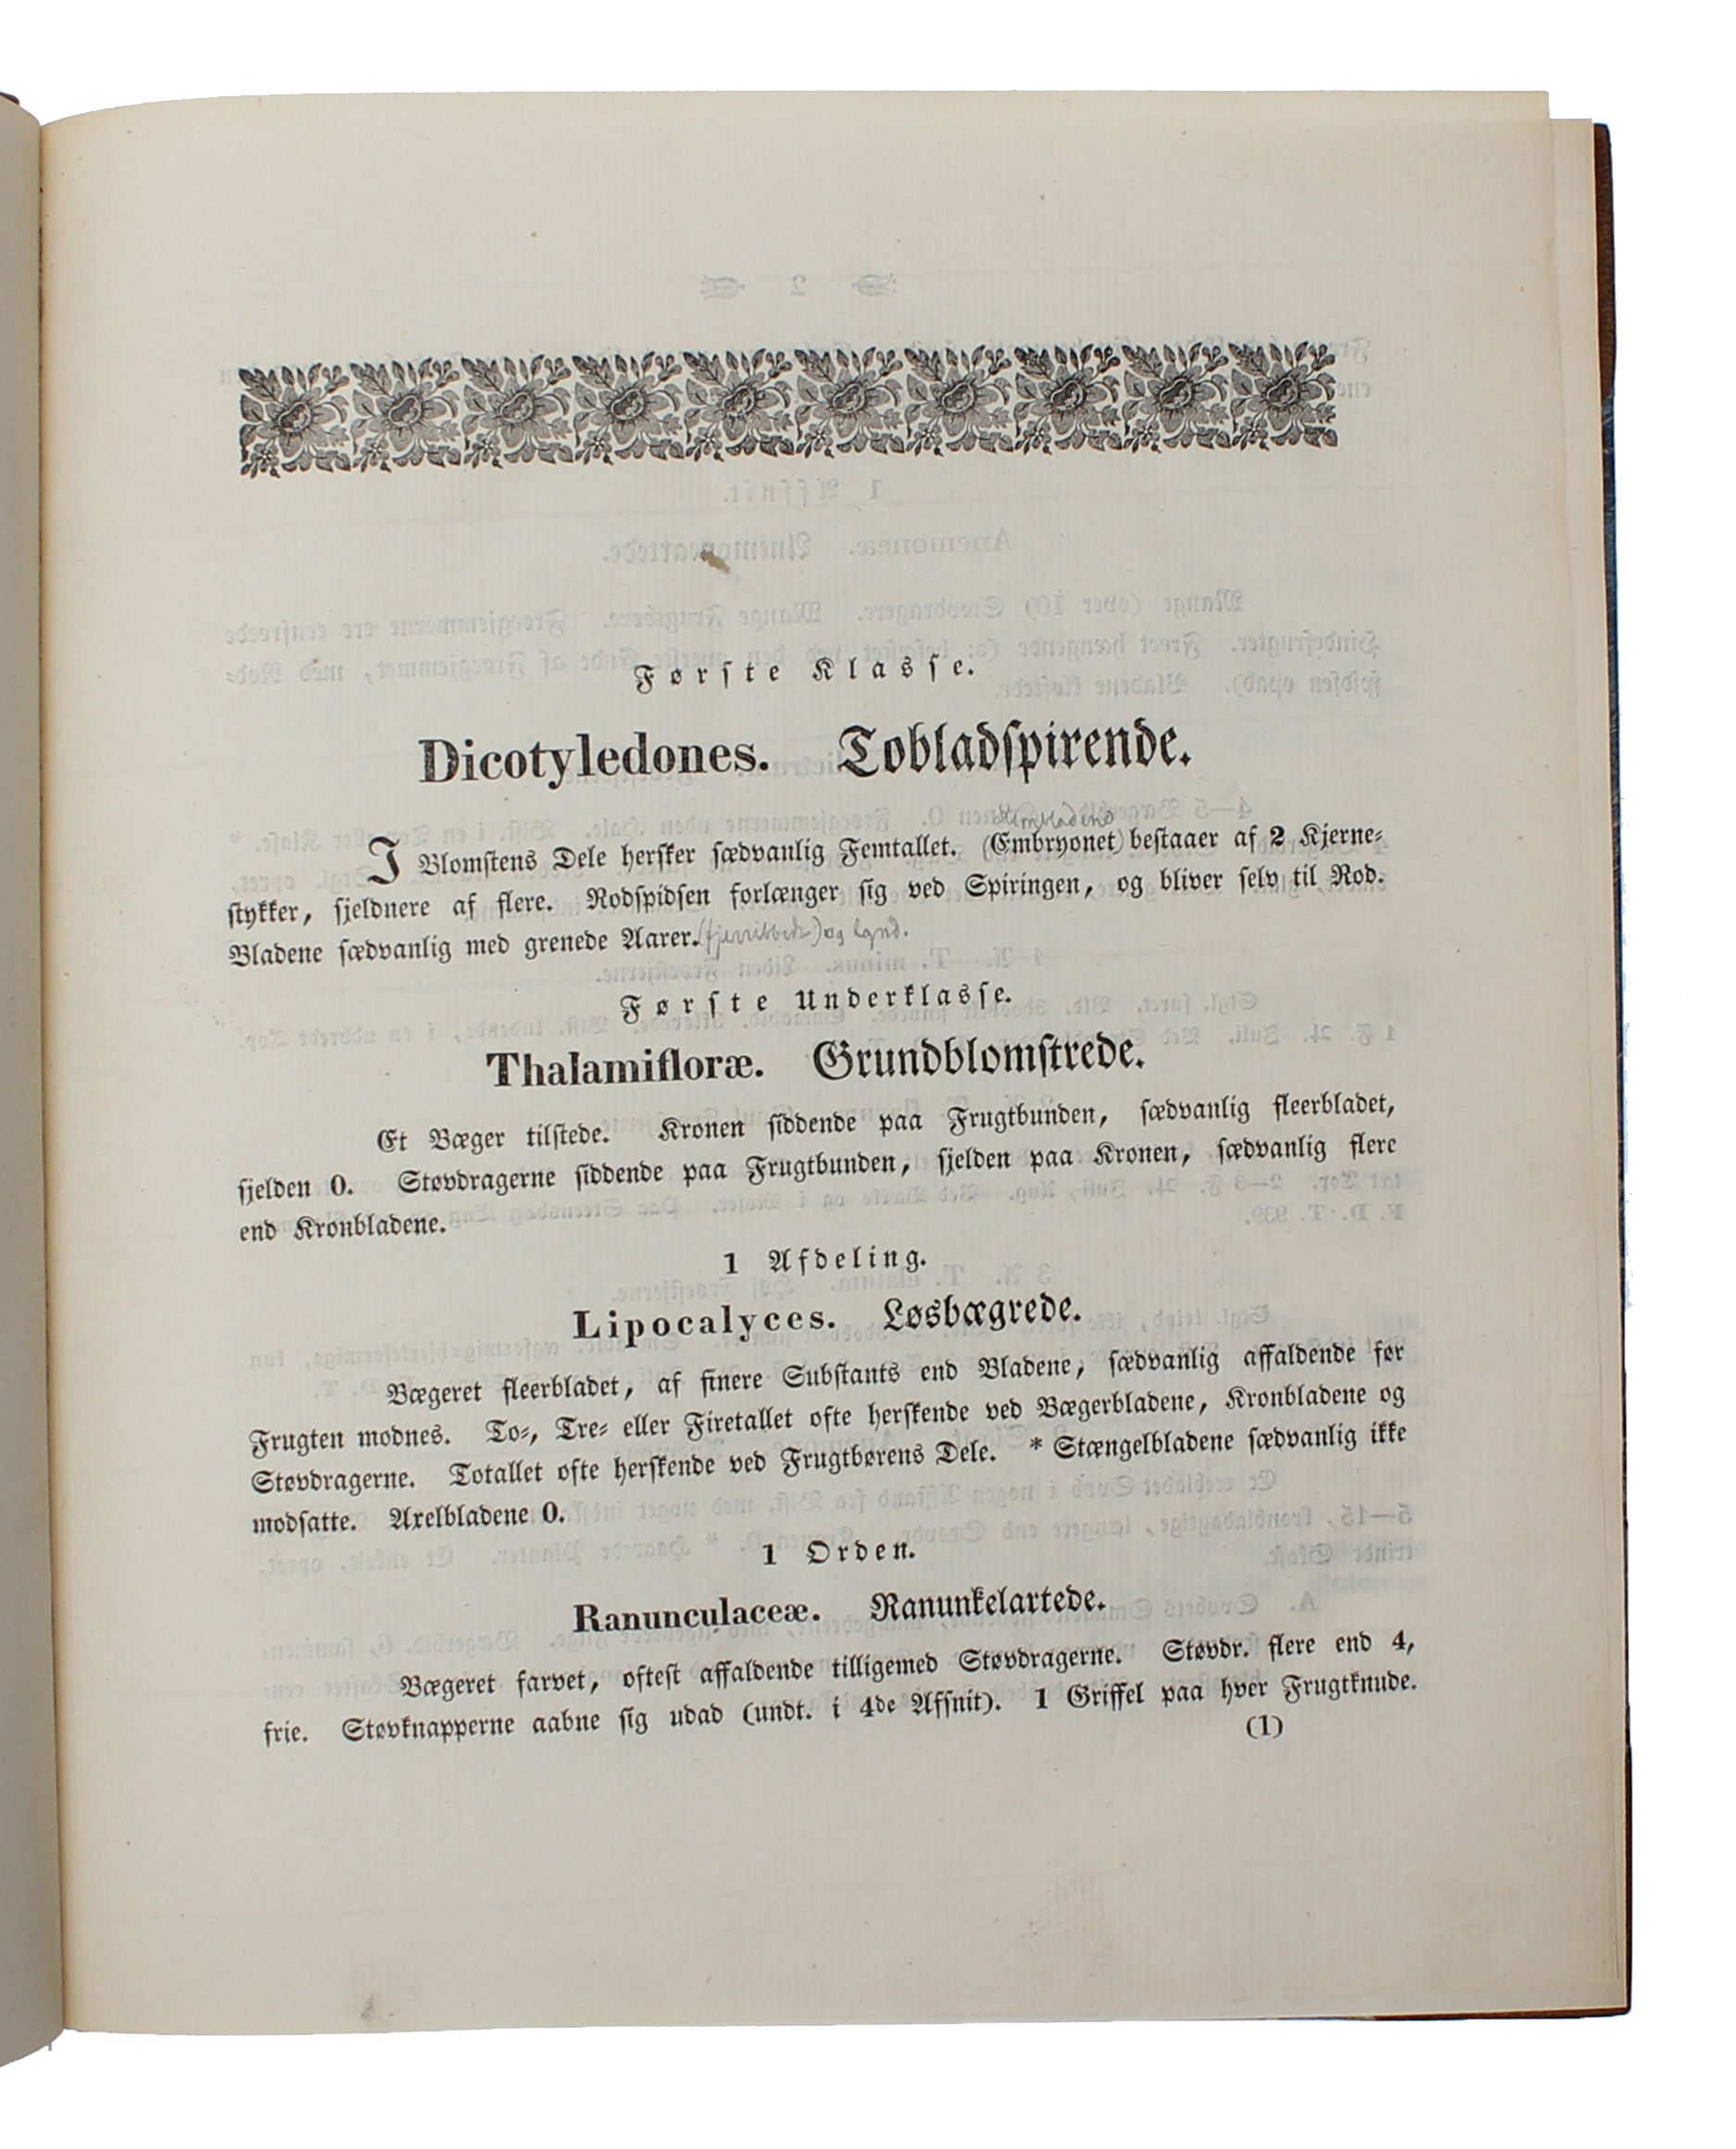 Første Klasse.
Dicotyledones. Tobladspirende.
Kimbladene
I Blomstens Dele hersker sædvanlig Femtallet. (Embryonet) bestaaer af 2 Kjerne-
stykker, sjeldnere af flere. Rodspidsen forlænger sig ved Spiringen, og bliver selv til Rod.
Bladene sædvanlig med grenede Aarer. og
Første Underklasse.
Thalamifloræ. Grundblomstrede.
Et Bæger tilstede. Kronen siddende paa Frugtbunden, sædvanlig fleerbladet,
sjelden 0. Støvdragerne siddende paa Frugtbunden, sjelden paa Kronen, sædvanlig flere
end Kronbladene.
1 Afdeling.
Lipocalyces. Løsbægrede.
Bægeret fleerbladet, af finere Substants end Bladene, sædvanlig affaldende før
Frugten modnes. To-, Tre- eller Firetallet ofte herskende ved Bægerbladene, Kronbladene og
Støvdragerne. Totallet ofte herskende ved Frugtbørens Dele. * Stængelbladene sædvanlig ikke
modsatte. Axelbladene 0.
1 Orden.
Ranunculaceæ. Ranunkelartede.
Bægeret farvet, oftest affaldende tilligemed Støvdragerne. Støvdr. flere end 4,
frie. Støvknapperne aabne sig udad (undt. i 4de Afsnit). 1 Griffel paa hver Frugtknude.
(1)